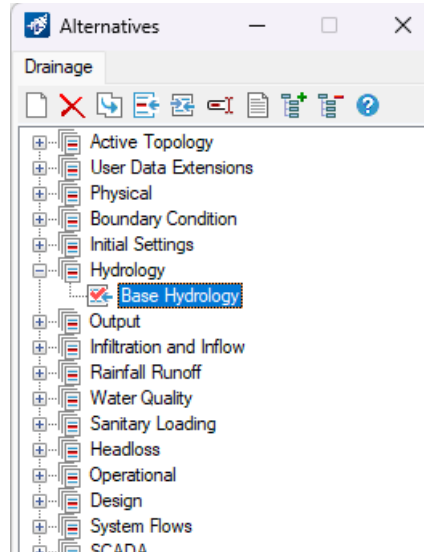 Alternatives
Drainage
Active Topology
User Data Extensions
Physical
Boundary Condition
Initial Settings
Hydrology
Base Hydrology
Output
Infiltration and Inflow
Rainfall Runoff
Water Quality
Sanitary Loading
Headloss
Operational
Design
System Flows
SCADA